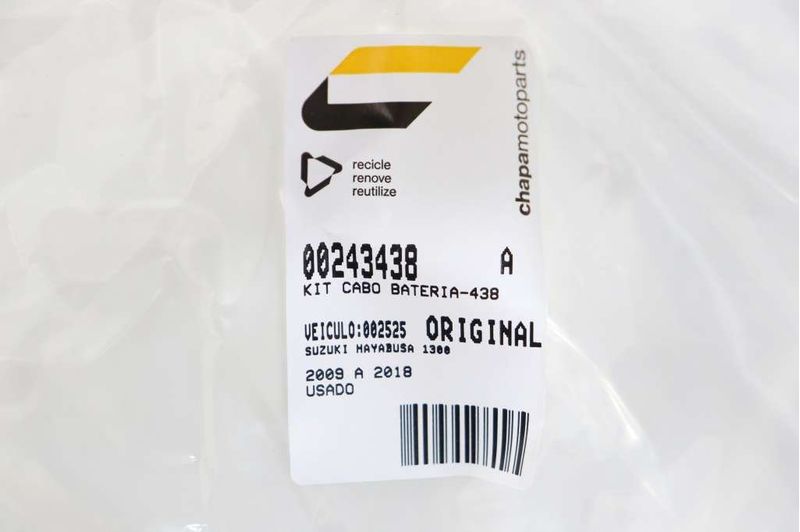 chapamotoparts
recicle
renove
reutilize
00243438 A
KIT CABO BATERIA-438
VEICULO:002525 ORIGINAL
SUZUKI HAYABUSA 1300
2009 A 2018
USADO